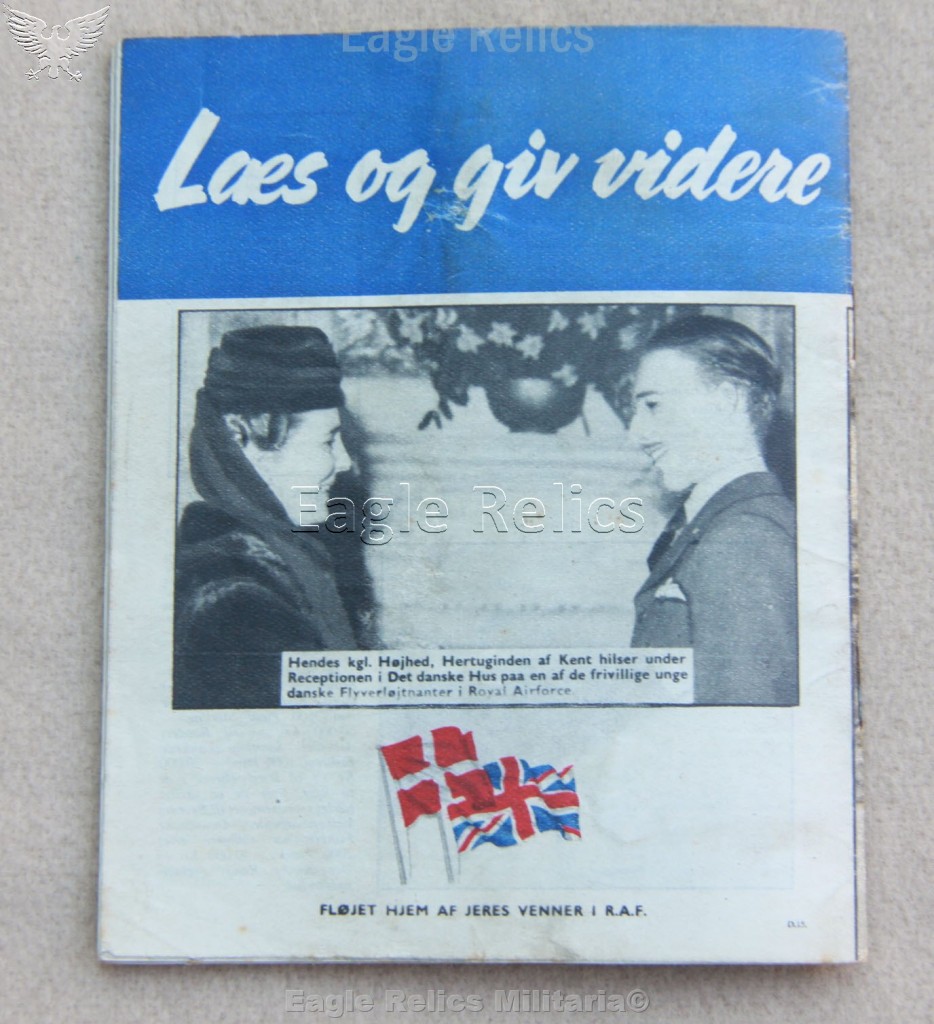 Eagle Relics
Læs og giv videre
Eagle Relics
Hendes kgl. Højhed, Hertuginden af Kent hilser under
Receptionen i Det danske Hus paa en af de frivillige unge
danske Flyverløjtnanter i Royal Airforce.
FLØJET HJEM AF JERES VENNER I R.A.F.
Eagle Relics Militaria©